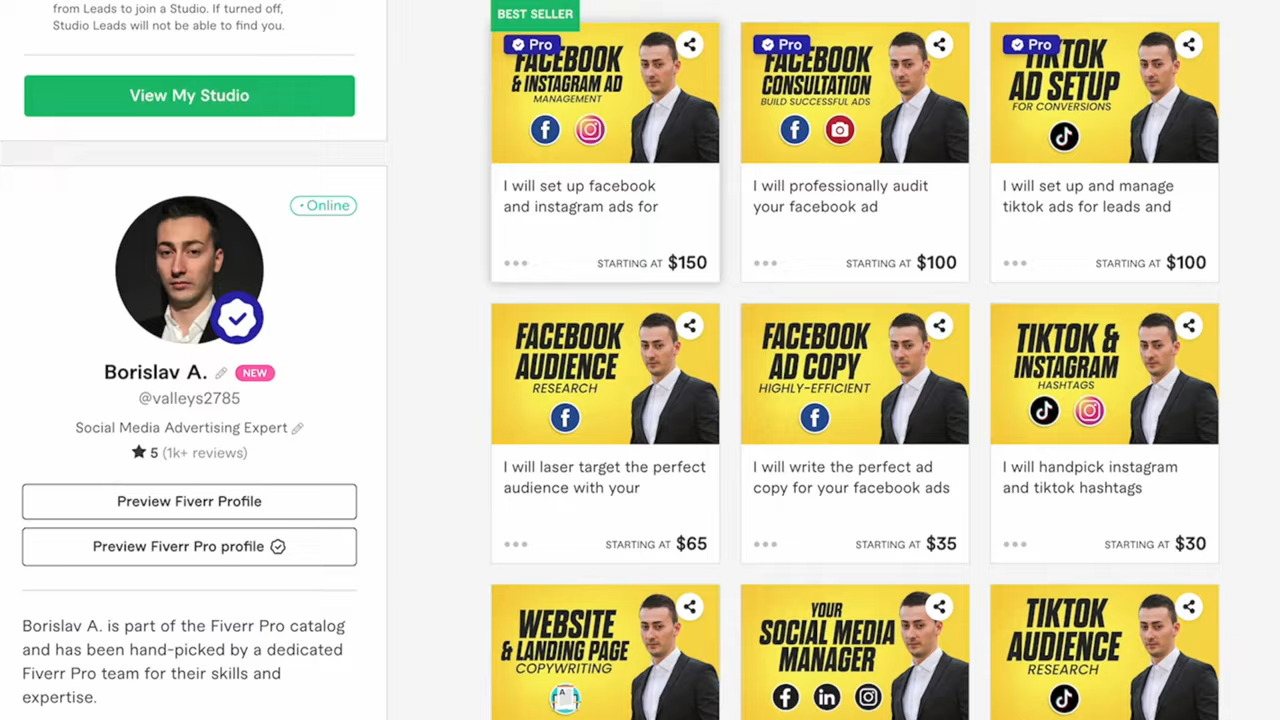 from Leads to join a Studio. If turned off,
Studio Leads will not be able to find you.
View My Studio
• Online
Borislav A.
NEW
@valleys2785
Social Media Advertising Expert
5 (1k+ reviews)
Preview Fiverr Profile
Preview Fiverr Pro profile
Borislav A. is part of the Fiverr Pro catalog
and has been hand-picked by a dedicated
Fiverr Pro team for their skills and
expertise.
BEST SELLER
Pro
FACEBOOK
& INSTAGRAM AD
MANAGEMENT
I will set up facebook
and instagram ads for
STARTING AT $150
Pro
FACEBOOK
CONSULTATION
BUILD SUCCESSFUL ADS
I will professionally audit
your facebook ad
STARTING AT $100
Pro
TIKTOK
AD SETUP
FOR CONVERSIONS
I will set up and manage
tiktok ads for leads and
STARTING AT $100
FACEBOOK
AUDIENCE
RESEARCH
I will laser target the perfect
audience with your
STARTING AT $65
FACEBOOK
AD COPY
HIGHLY-EFFICIENT
I will write the perfect ad
copy for your facebook ads
STARTING AT $35
TIKTOK &
INSTAGRAM
HASHTAGS
I will handpick instagram
and tiktok hashtags
STARTING AT $30
WEBSITE
& LANDING PAGE
COPYWRITING
YOUR
SOCIAL MEDIA
MANAGER
TIKTOK
AUDIENCE
RESEARCH